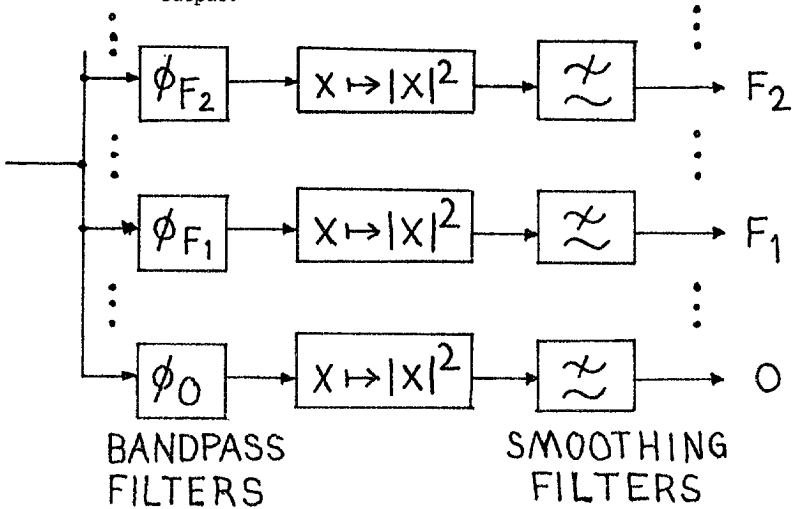 ϕF₂ X ↦ |X|² ≁ F₂
ϕF₁ X ↦ |X|² ≁ F₁
ϕ₀ X ↦ |X|² ≁ 0
BANDPASS FILTERS
SMOOTHING FILTERS